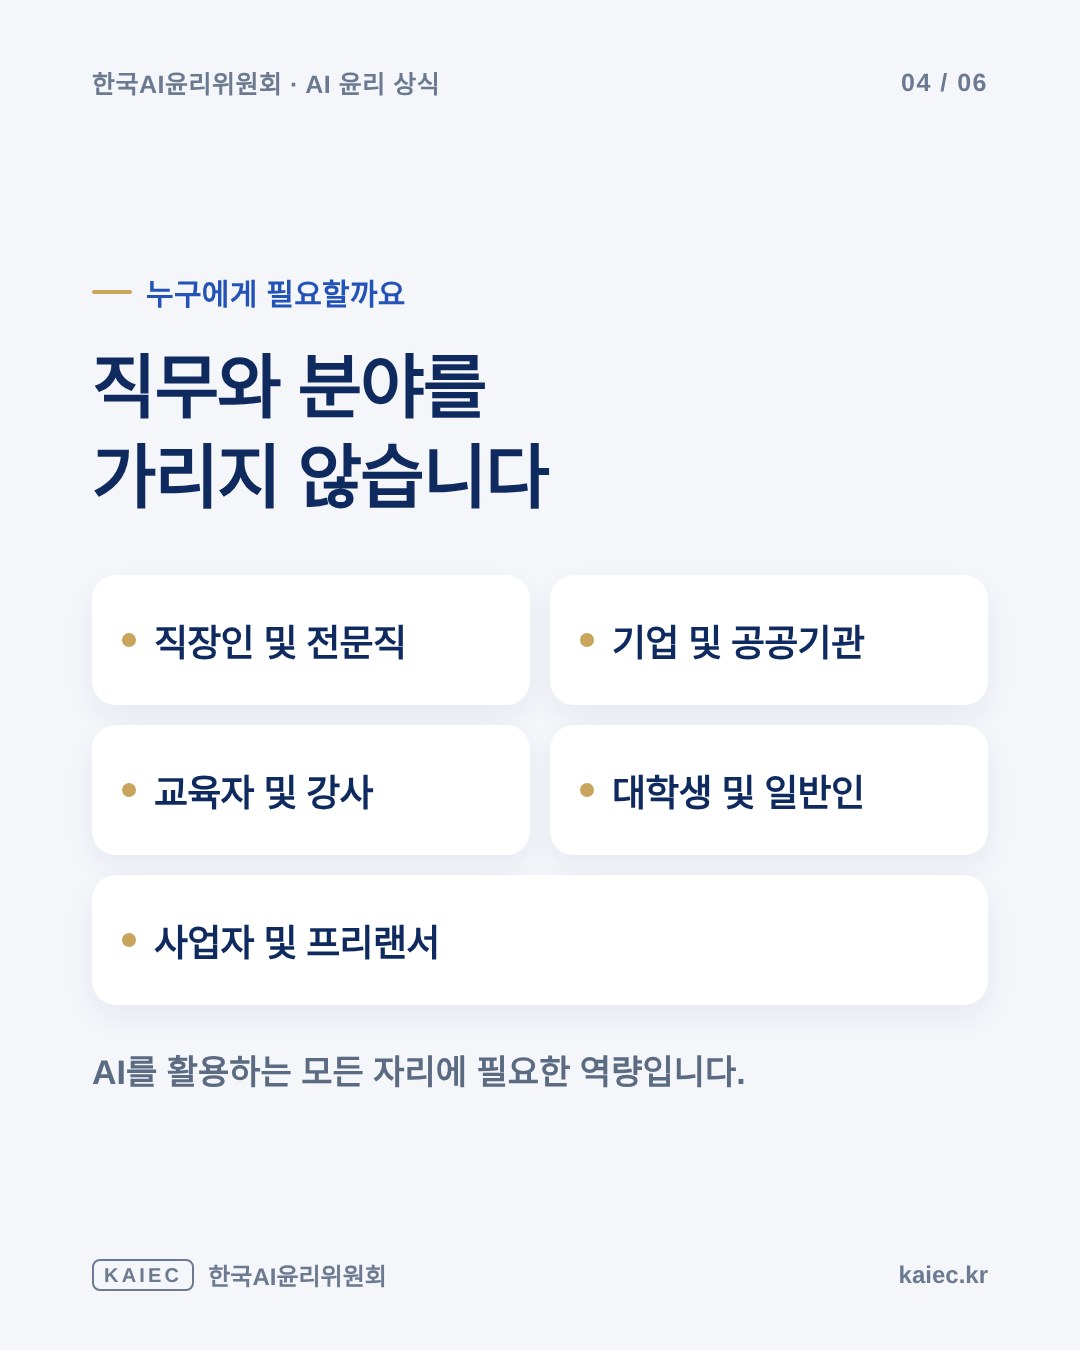 한국AI윤리위원회 · AI 윤리 상식
04 / 06
누구에게 필요할까요
직무와 분야를
가리지 않습니다
직장인 및 전문직
기업 및 공공기관
교육자 및 강사
대학생 및 일반인
사업자 및 프리랜서
AI를 활용하는 모든 자리에 필요한 역량입니다.
KAIEC 한국AI윤리위원회
kaiec.kr